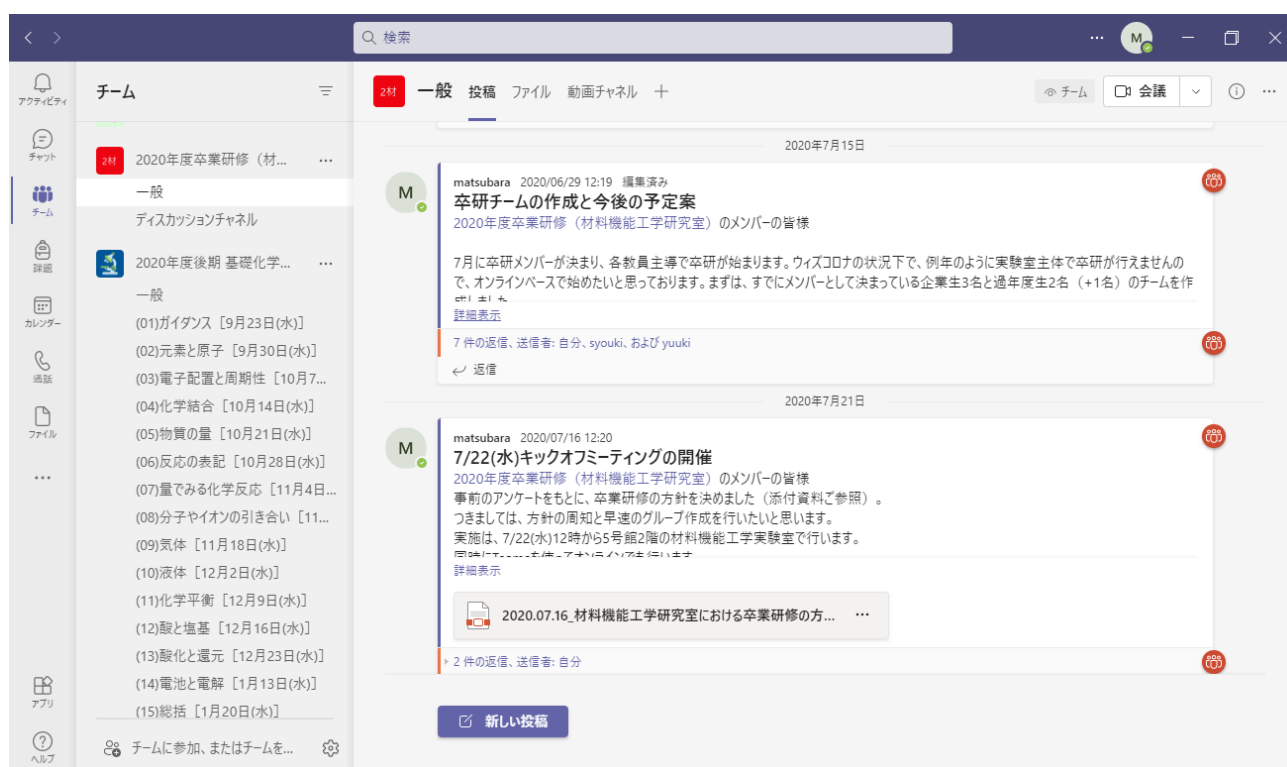 検索
M
アクティビティ
チャット
チーム
課題
カレンダー
通話
ファイル
アプリ
ヘルプ
チーム
2材 2020年度卒業研修（材...
一般
ディスカッションチャネル
2020年度後期 基礎化学...
一般
(01)ガイダンス［9月23日(水)］
(02)元素と原子［9月30日(水)］
(03)電子配置と周期性［10月7...
(04)化学結合［10月14日(水)］
(05)物質の量［10月21日(水)］
(06)反応の表記［10月28日(水)］
(07)量でみる化学反応［11月4日...
(08)分子やイオンの引き合い［11...
(09)気体［11月18日(水)］
(10)液体［12月2日(水)］
(11)化学平衡［12月9日(水)］
(12)酸と塩基［12月16日(水)］
(13)酸化と還元［12月23日(水)］
(14)電池と電解［1月13日(水)］
(15)総括［1月20日(水)］
チームに参加、またはチームを...
2材 一般 投稿 ファイル 動画チャネル
チーム 会議
2020年7月15日
M
matsubara 2020/06/29 12:19 編集済み
卒研チームの作成と今後の予定案
2020年度卒業研修（材料機能工学研究室）のメンバーの皆様
7月に卒研メンバーが決まり、各教員主導で卒研が始まります。ウィズコロナの状況下で、例年のように実験室主体で卒研が行えませんの
で、オンラインベースで始めたいと思っております。まずは、すでにメンバーとして決まっている企業生3名と過年度生2名（+1名）のチームを作
成しました
詳細表示
7 件の返信、送信者: 自分、syouki、および yuuki
返信
2020年7月21日
M
matsubara 2020/07/16 12:20
7/22(水)キックオフミーティングの開催
2020年度卒業研修（材料機能工学研究室）のメンバーの皆様
事前のアンケートをもとに、卒業研修の方針を決めました（添付資料ご参照）。
つきましては、方針の周知と早速のグループ作成を行いたいと思います。
実施は、7/22(水)12時から5号館2階の材料機能工学実験室で行います。
同時にTeamsを使ってオンラインでも行います
詳細表示
2020.07.16_材料機能工学研究室における卒業研修の方...
2 件の返信、送信者: 自分
新しい投稿